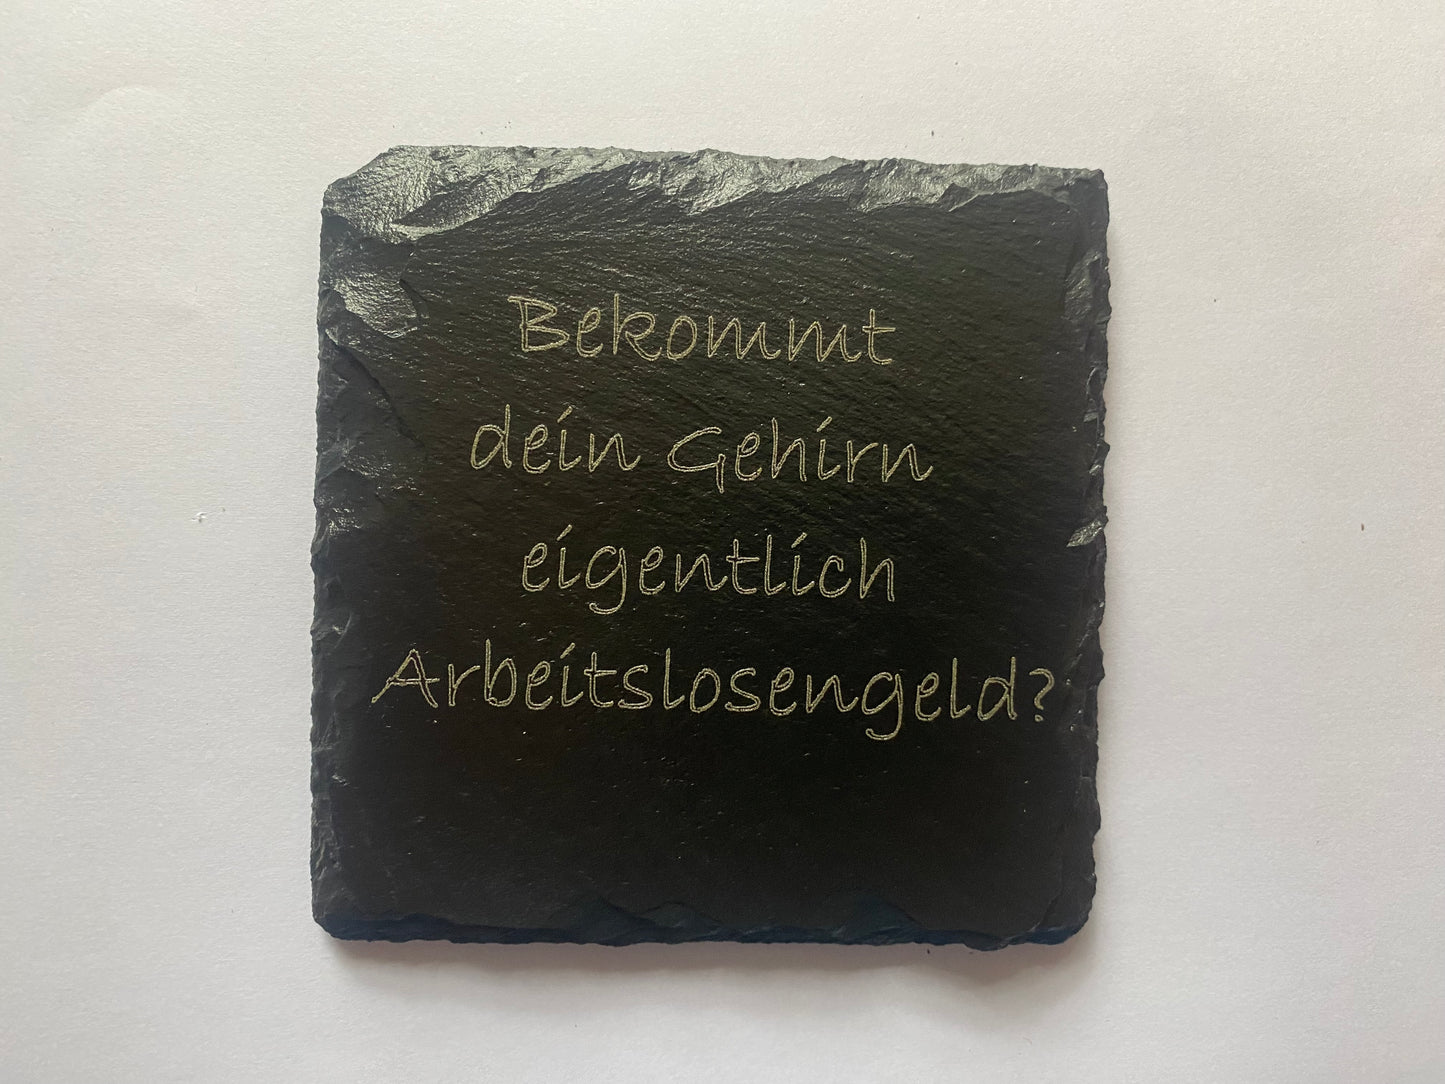 Bekommt
dein Gehirn
eigentlich
Arbeitslosengeld?